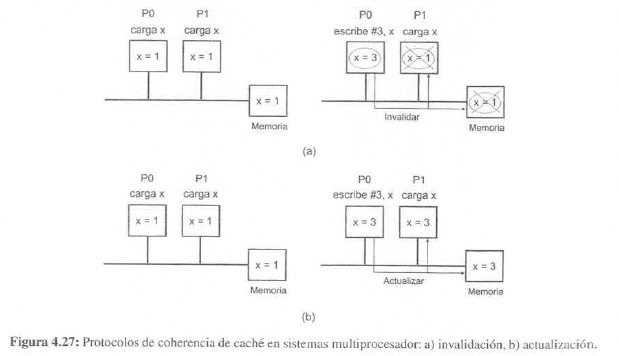 P0 P1 P0 P1
carga x carga x escribe #3, x carga x
x = 1 x = 1 x = 3 x = 1
x = 1 x = 1
Invalidar
Memoria Memoria
(a)
P0 P1 P0 P1
carga x carga x escribe #3, x carga x
x = 1 x = 1 x = 3 x = 3
x = 1 x = 3
Actualizar
Memoria Memoria
(b)
Figura 4.27: Protocolos de coherencia de caché en sistemas multiprocesador: a) invalidación, b) actualización.